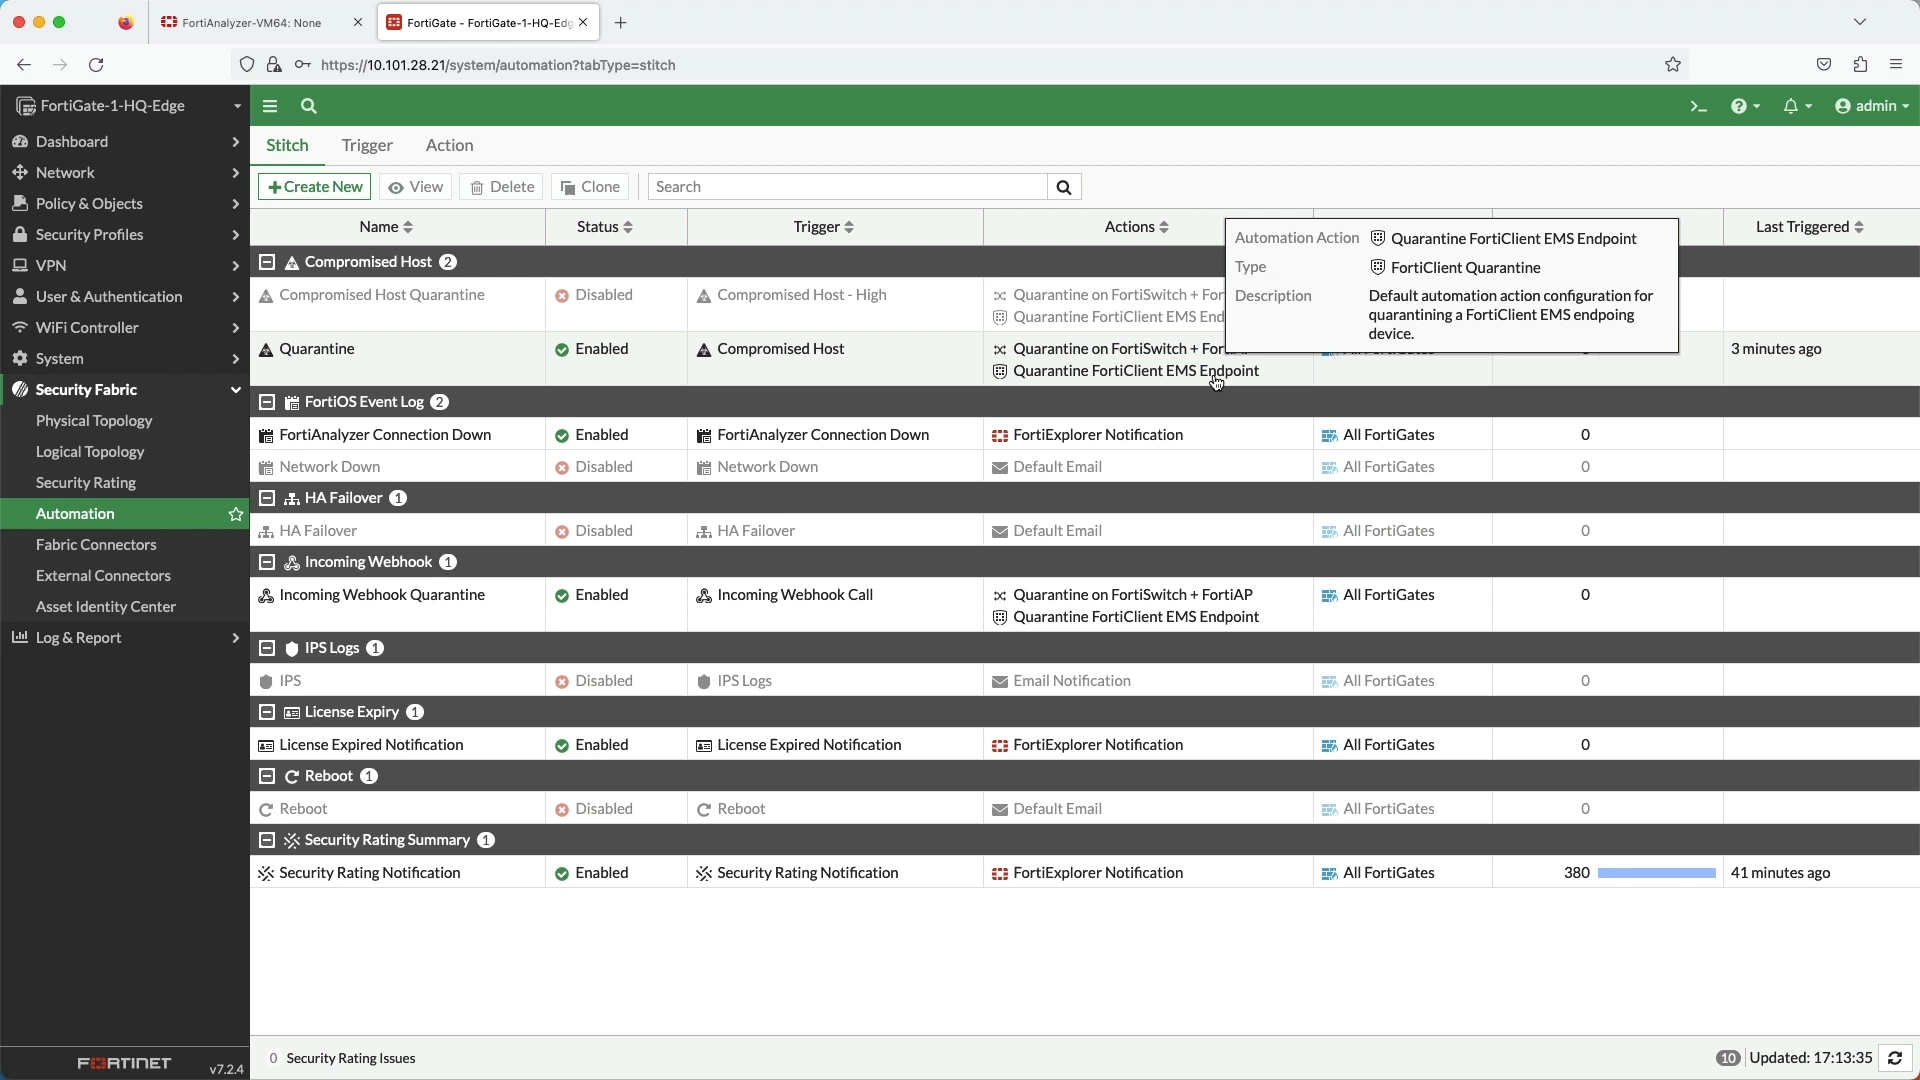 FortiAnalyzer-VM64: None
FortiGate - FortiGate-1-HQ-Edg
https://10.101.28.21/system/automation?tabType=stitch
FortiGate-1-HQ-Edge
admin
Dashboard
Network
Policy & Objects
Security Profiles
VPN
User & Authentication
WiFi Controller
System
Security Fabric
Physical Topology
Logical Topology
Security Rating
Automation
Fabric Connectors
External Connectors
Asset Identity Center
Log & Report
FORTINET
v7.2.4
Stitch Trigger Action
Create New View Delete Clone Search
Name Status Trigger Actions Last Triggered
Automation Action Quarantine FortiClient EMS Endpoint
Type FortiClient Quarantine
Description Default automation action configuration for
quarantining a FortiClient EMS endpoing
device.
Compromised Host 2
Compromised Host Quarantine Disabled Compromised Host - High Quarantine on FortiSwitch + For
Quarantine FortiClient EMS End
Quarantine Enabled Compromised Host Quarantine on FortiSwitch + 3 minutes ago
Quarantine FortiClient EMS Endpoint
FortiOS Event Log 2
FortiAnalyzer Connection Down Enabled FortiAnalyzer Connection Down FortiExplorer Notification All FortiGates 0
Network Down Disabled Network Down Default Email All FortiGates 0
HA Failover 1
HA Failover Disabled HA Failover Default Email All FortiGates 0
Incoming Webhook 1
Incoming Webhook Quarantine Enabled Incoming Webhook Call Quarantine on FortiSwitch + FortiAP All FortiGates 0
Quarantine FortiClient EMS Endpoint
IPS Logs 1
IPS Disabled IPS Logs Email Notification All FortiGates 0
License Expiry 1
License Expired Notification Enabled License Expired Notification FortiExplorer Notification All FortiGates 0
Reboot 1
Reboot Disabled Reboot Default Email All FortiGates 0
Security Rating Summary 1
Security Rating Notification Enabled Security Rating Notification FortiExplorer Notification All FortiGates 380 41 minutes ago
0 Security Rating Issues
10 Updated: 17:13:35